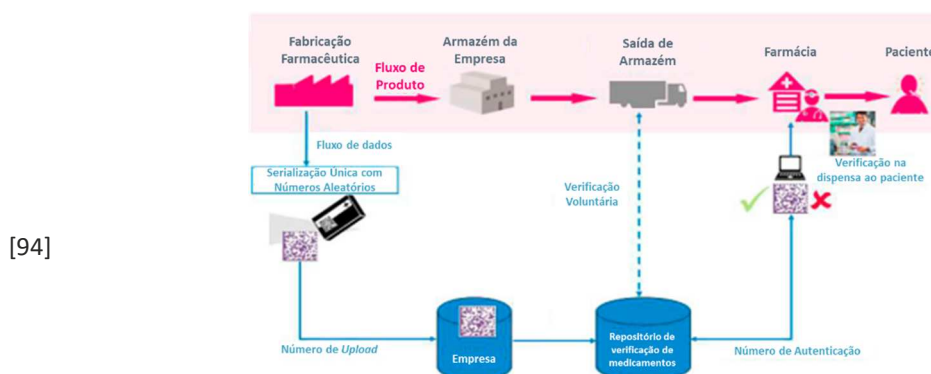 Fabricação
Farmacêutica
Armazém da
Empresa
Saída de
Armazém
Farmácia
Paciente
Fluxo de
Produto
Fluxo de dados
Serialização Única com
Números Aleatórios
Verificação
Voluntária
Verificação na
dispensa ao paciente
[94]
Número de Upload
Empresa
Repositório de
verificação de
medicamentos
Número de Autenticação